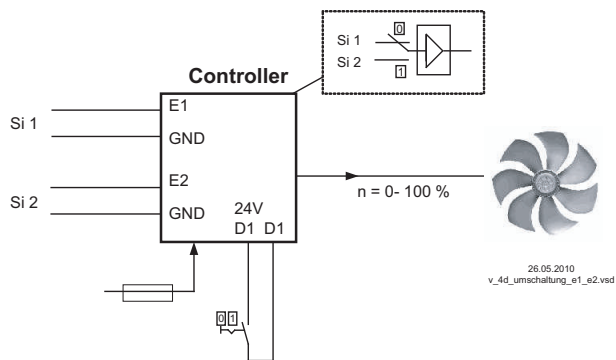 0
Si 1
Si 2
1
Controller
E1
Si 1
GND
E2
Si 2
GND
24V
D1 D1
n = 0- 100 %
26.05.2010
v_4d_umschaltung_e1_e2.vsd
0 1